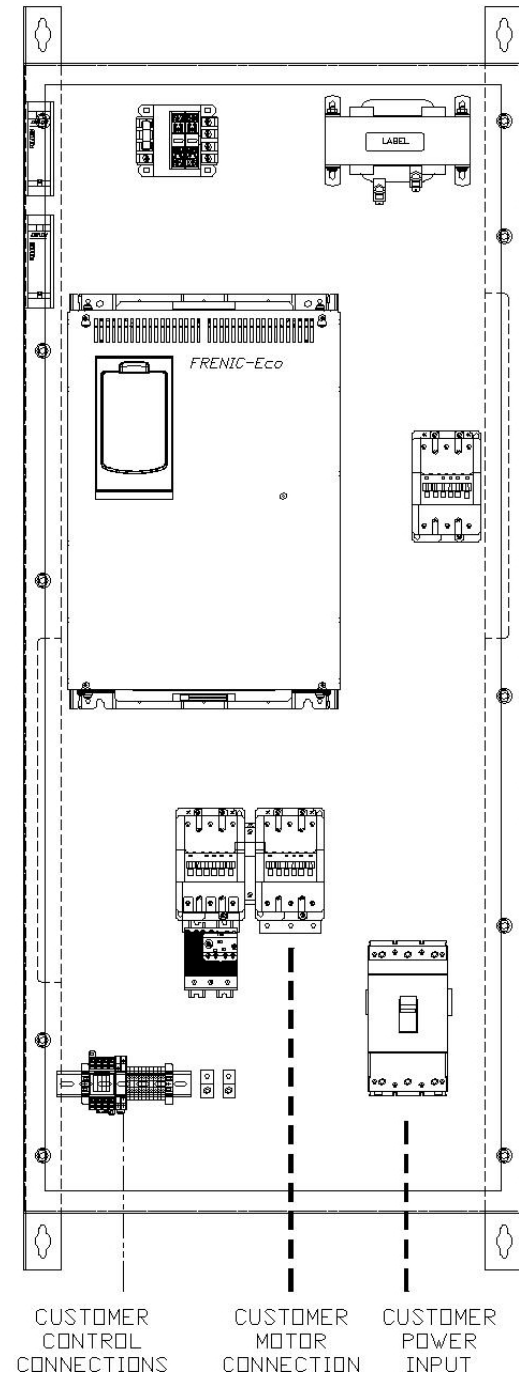 LABEL
FRENIC-Eco
CUSTOMER
CONTROL
CONNECTIONS
CUSTOMER
MOTOR
CONNECTION
CUSTOMER
POWER
INPUT